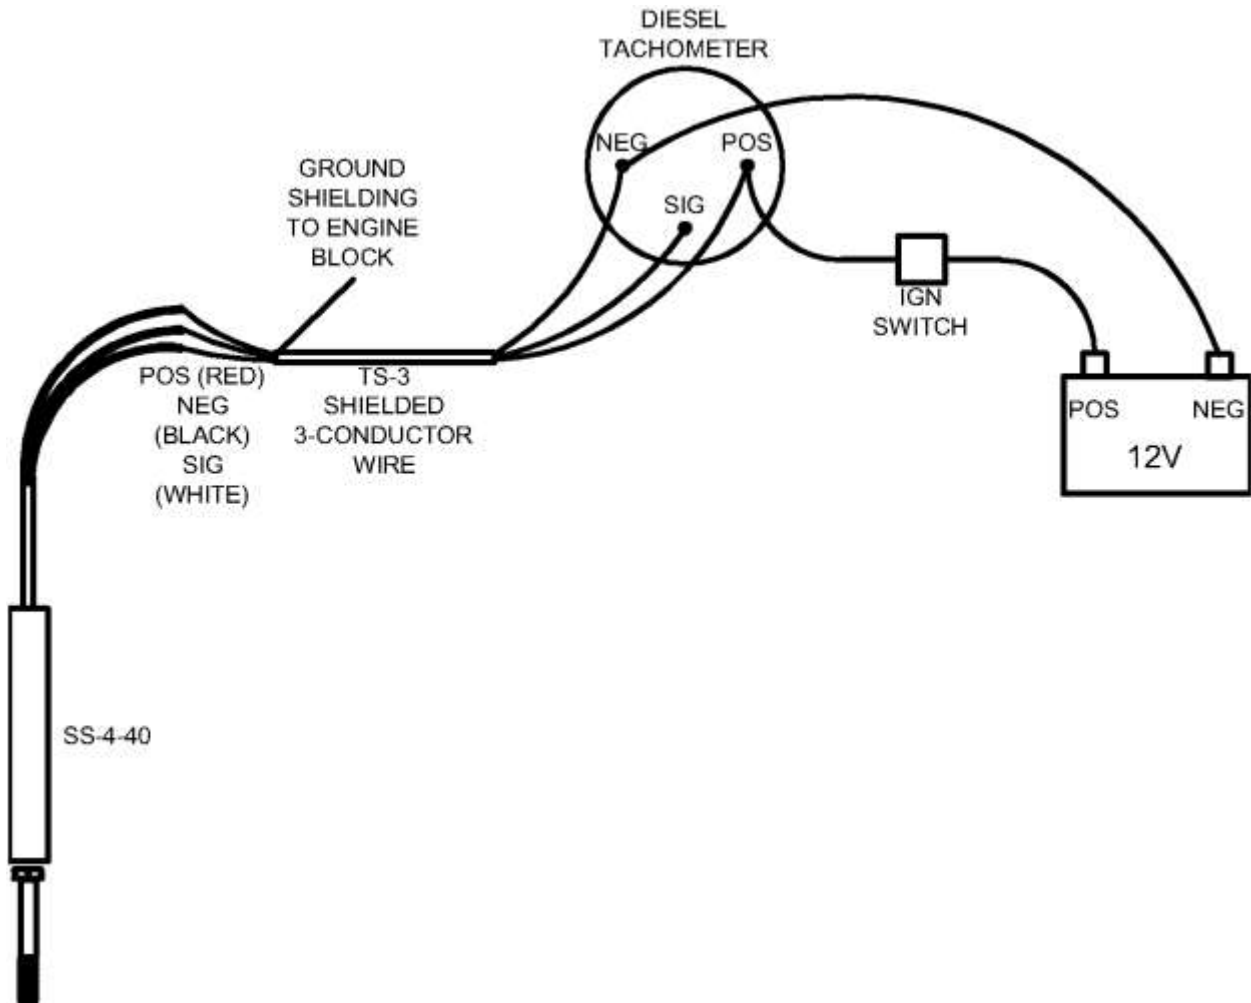 DIESEL
TACHOMETER
NEG
POS
SIG
GROUND
SHIELDING
TO ENGINE
BLOCK
IGN
SWITCH
POS (RED)
NEG
(BLACK)
SIG
(WHITE)
TS-3
SHIELDED
3-CONDUCTOR
WIRE
POS
NEG
12V
SS-4-40